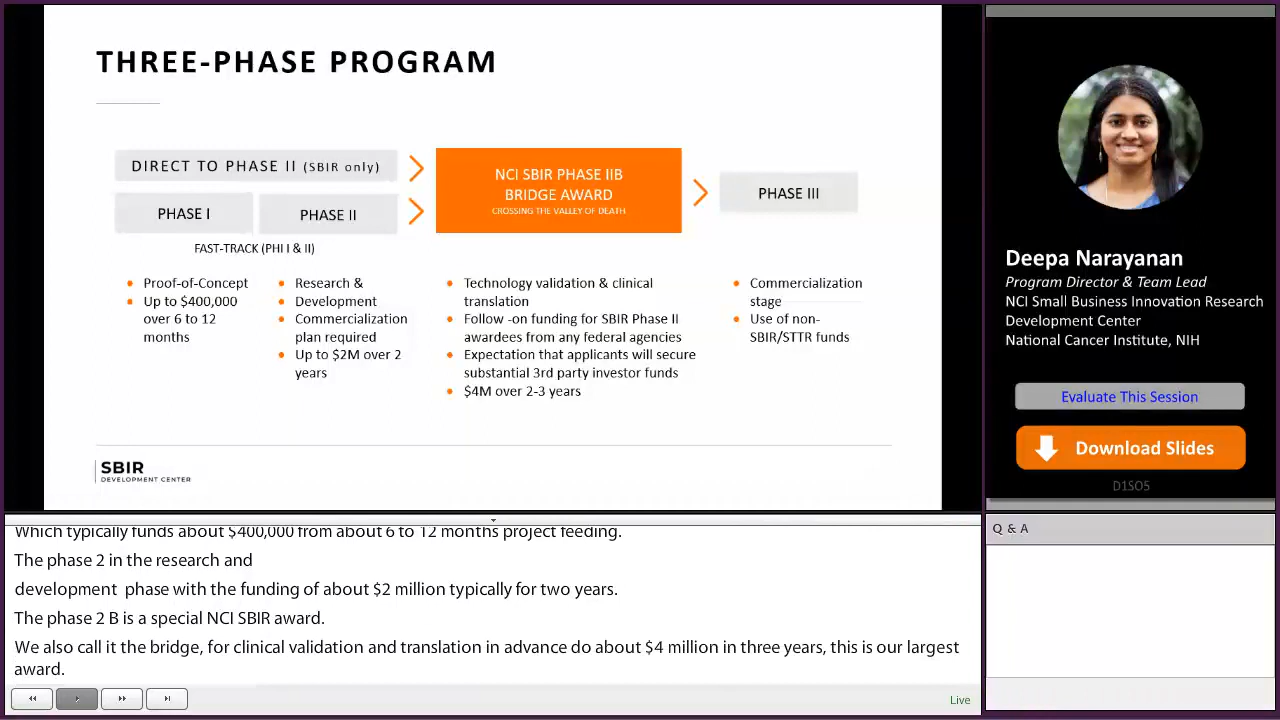 THREE-PHASE PROGRAM
DIRECT TO PHASE II (SBIR only)
PHASE I
PHASE II
FAST-TRACK (PHI I & II)
NCI SBIR PHASE IIB
BRIDGE AWARD
CROSSING THE VALLEY OF DEATH
PHASE III
• Proof-of-Concept
• Up to $400,000
over 6 to 12
months
• Research &
• Development
• Commercialization
plan required
• Up to $2M over 2
years
• Technology validation & clinical
translation
• Follow -on funding for SBIR Phase II
awardees from any federal agencies
• Expectation that applicants will secure
substantial 3rd party investor funds
• $4M over 2-3 years
• Commercialization
stage
• Use of non-
SBIR/STTR funds
SBIR
DEVELOPMENT CENTER
Deepa Narayanan
Program Director & Team Lead
NCI Small Business Innovation Research
Development Center
National Cancer Institute, NIH
Evaluate This Session
Download Slides
D1SO5
Which typically funds about $400,000 from about 6 to 12 months project feeding.
The phase 2 in the research and
development phase with the funding of about $2 million typically for two years.
The phase 2 B is a special NCI SBIR award.
We also call it the bridge, for clinical validation and translation in advance do about $4 million in three years, this is our largest
award.
Live
Q & A